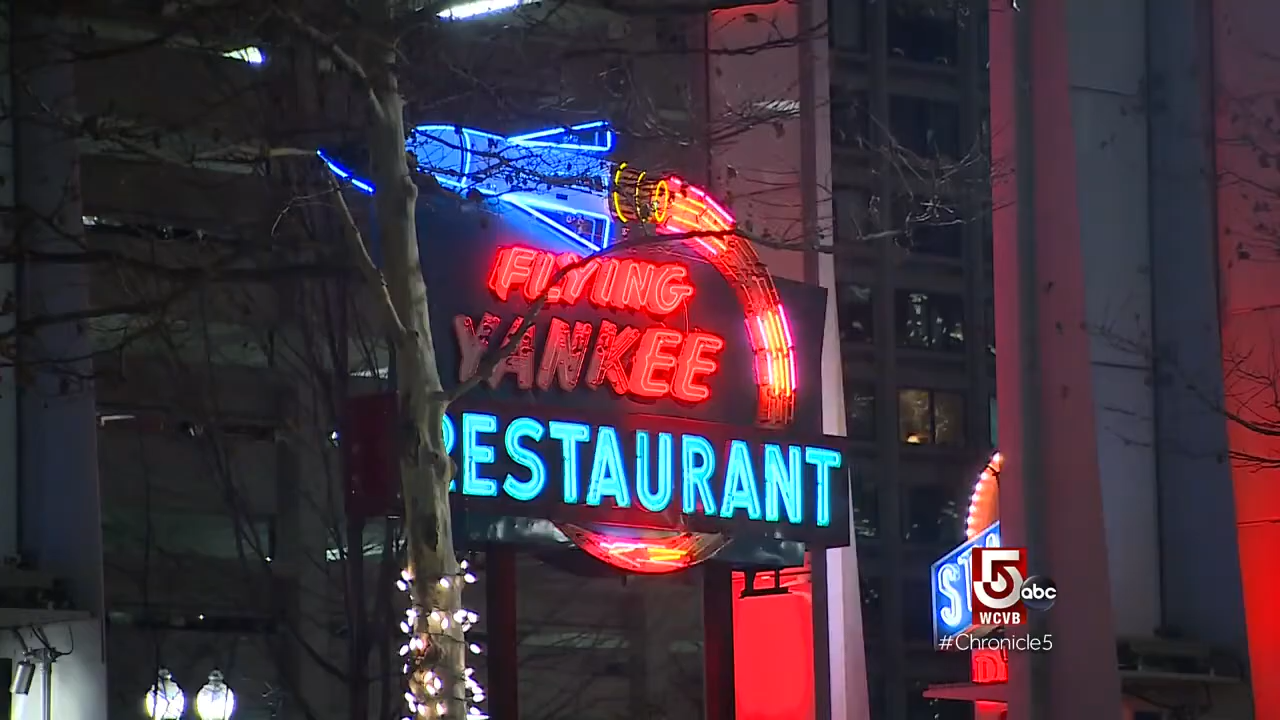 FLYING
YANKEE
RESTAURANT
5 abc
WCVB
#Chronicle5